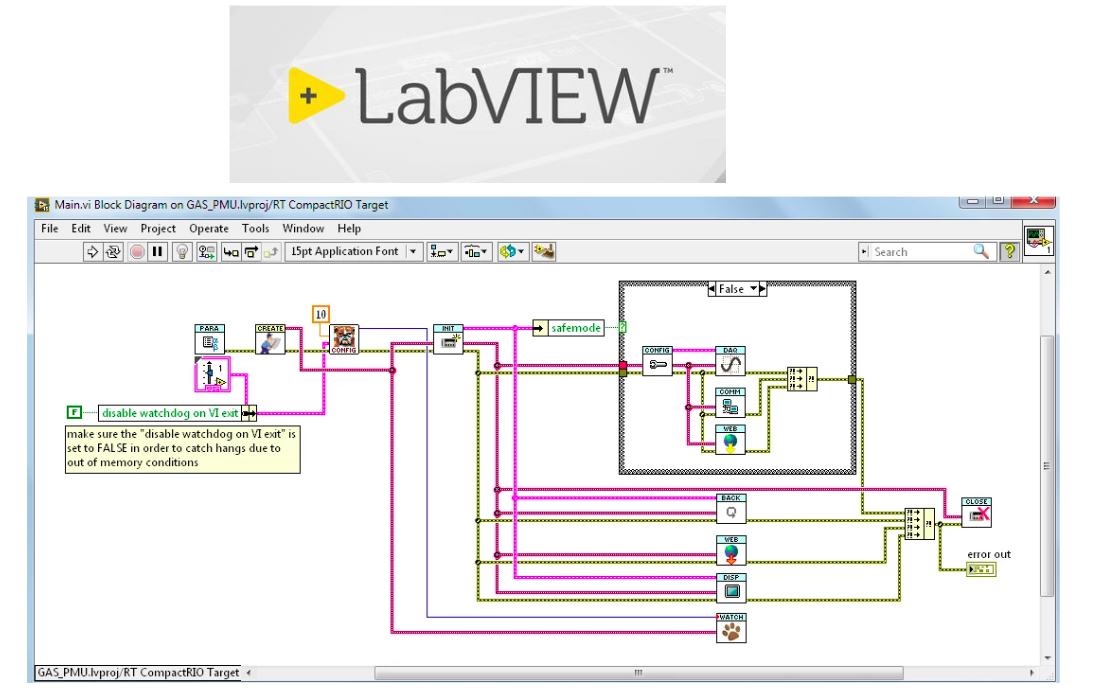 LabVIEW™
Main.vi Block Diagram on GAS_PMU.lvproj/RT CompactRIO Target
File Edit View Project Operate Tools Window Help
15pt Application Font
Search
1
False
10
PARA
CREATE
CONFIG
INIT
safemode
CONFIG
DAQ
1
COMM
F
disable watchdog on VI exit
WEB
make sure the "disable watchdog on VI exit" is
set to FALSE in order to catch hangs due to
out of memory conditions
BACK
CLOSE
WEB
error out
DISP
WATCH
GAS_PMU.lvproj/RT CompactRIO Target